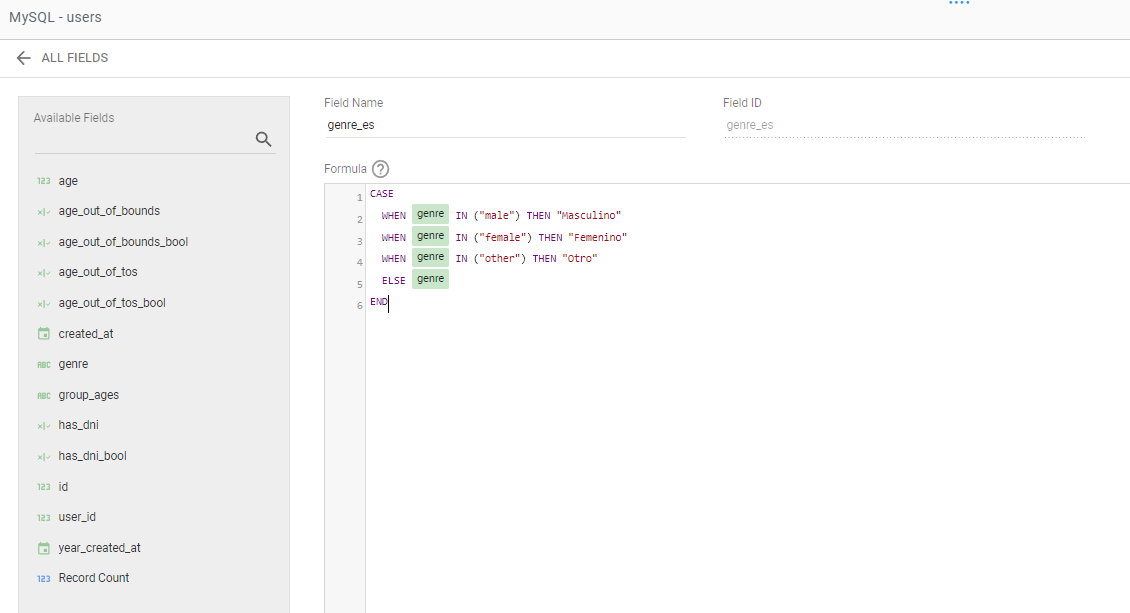 MySQL - users
ALL FIELDS
Available Fields
123 age
age_out_of_bounds
age_out_of_bounds_bool
age_out_of_tos
age_out_of_tos_bool
created_at
ABC genre
ABC group_ages
has_dni
has_dni_bool
123 id
123 user_id
year_created_at
123 Record Count
Field Name
genre_es
Field ID
genre_es
Formula ?
1 CASE
2 WHEN genre IN ("male") THEN "Masculino"
3 WHEN genre IN ("female") THEN "Femenino"
4 WHEN genre IN ("other") THEN "Otro"
5 ELSE genre
6 END